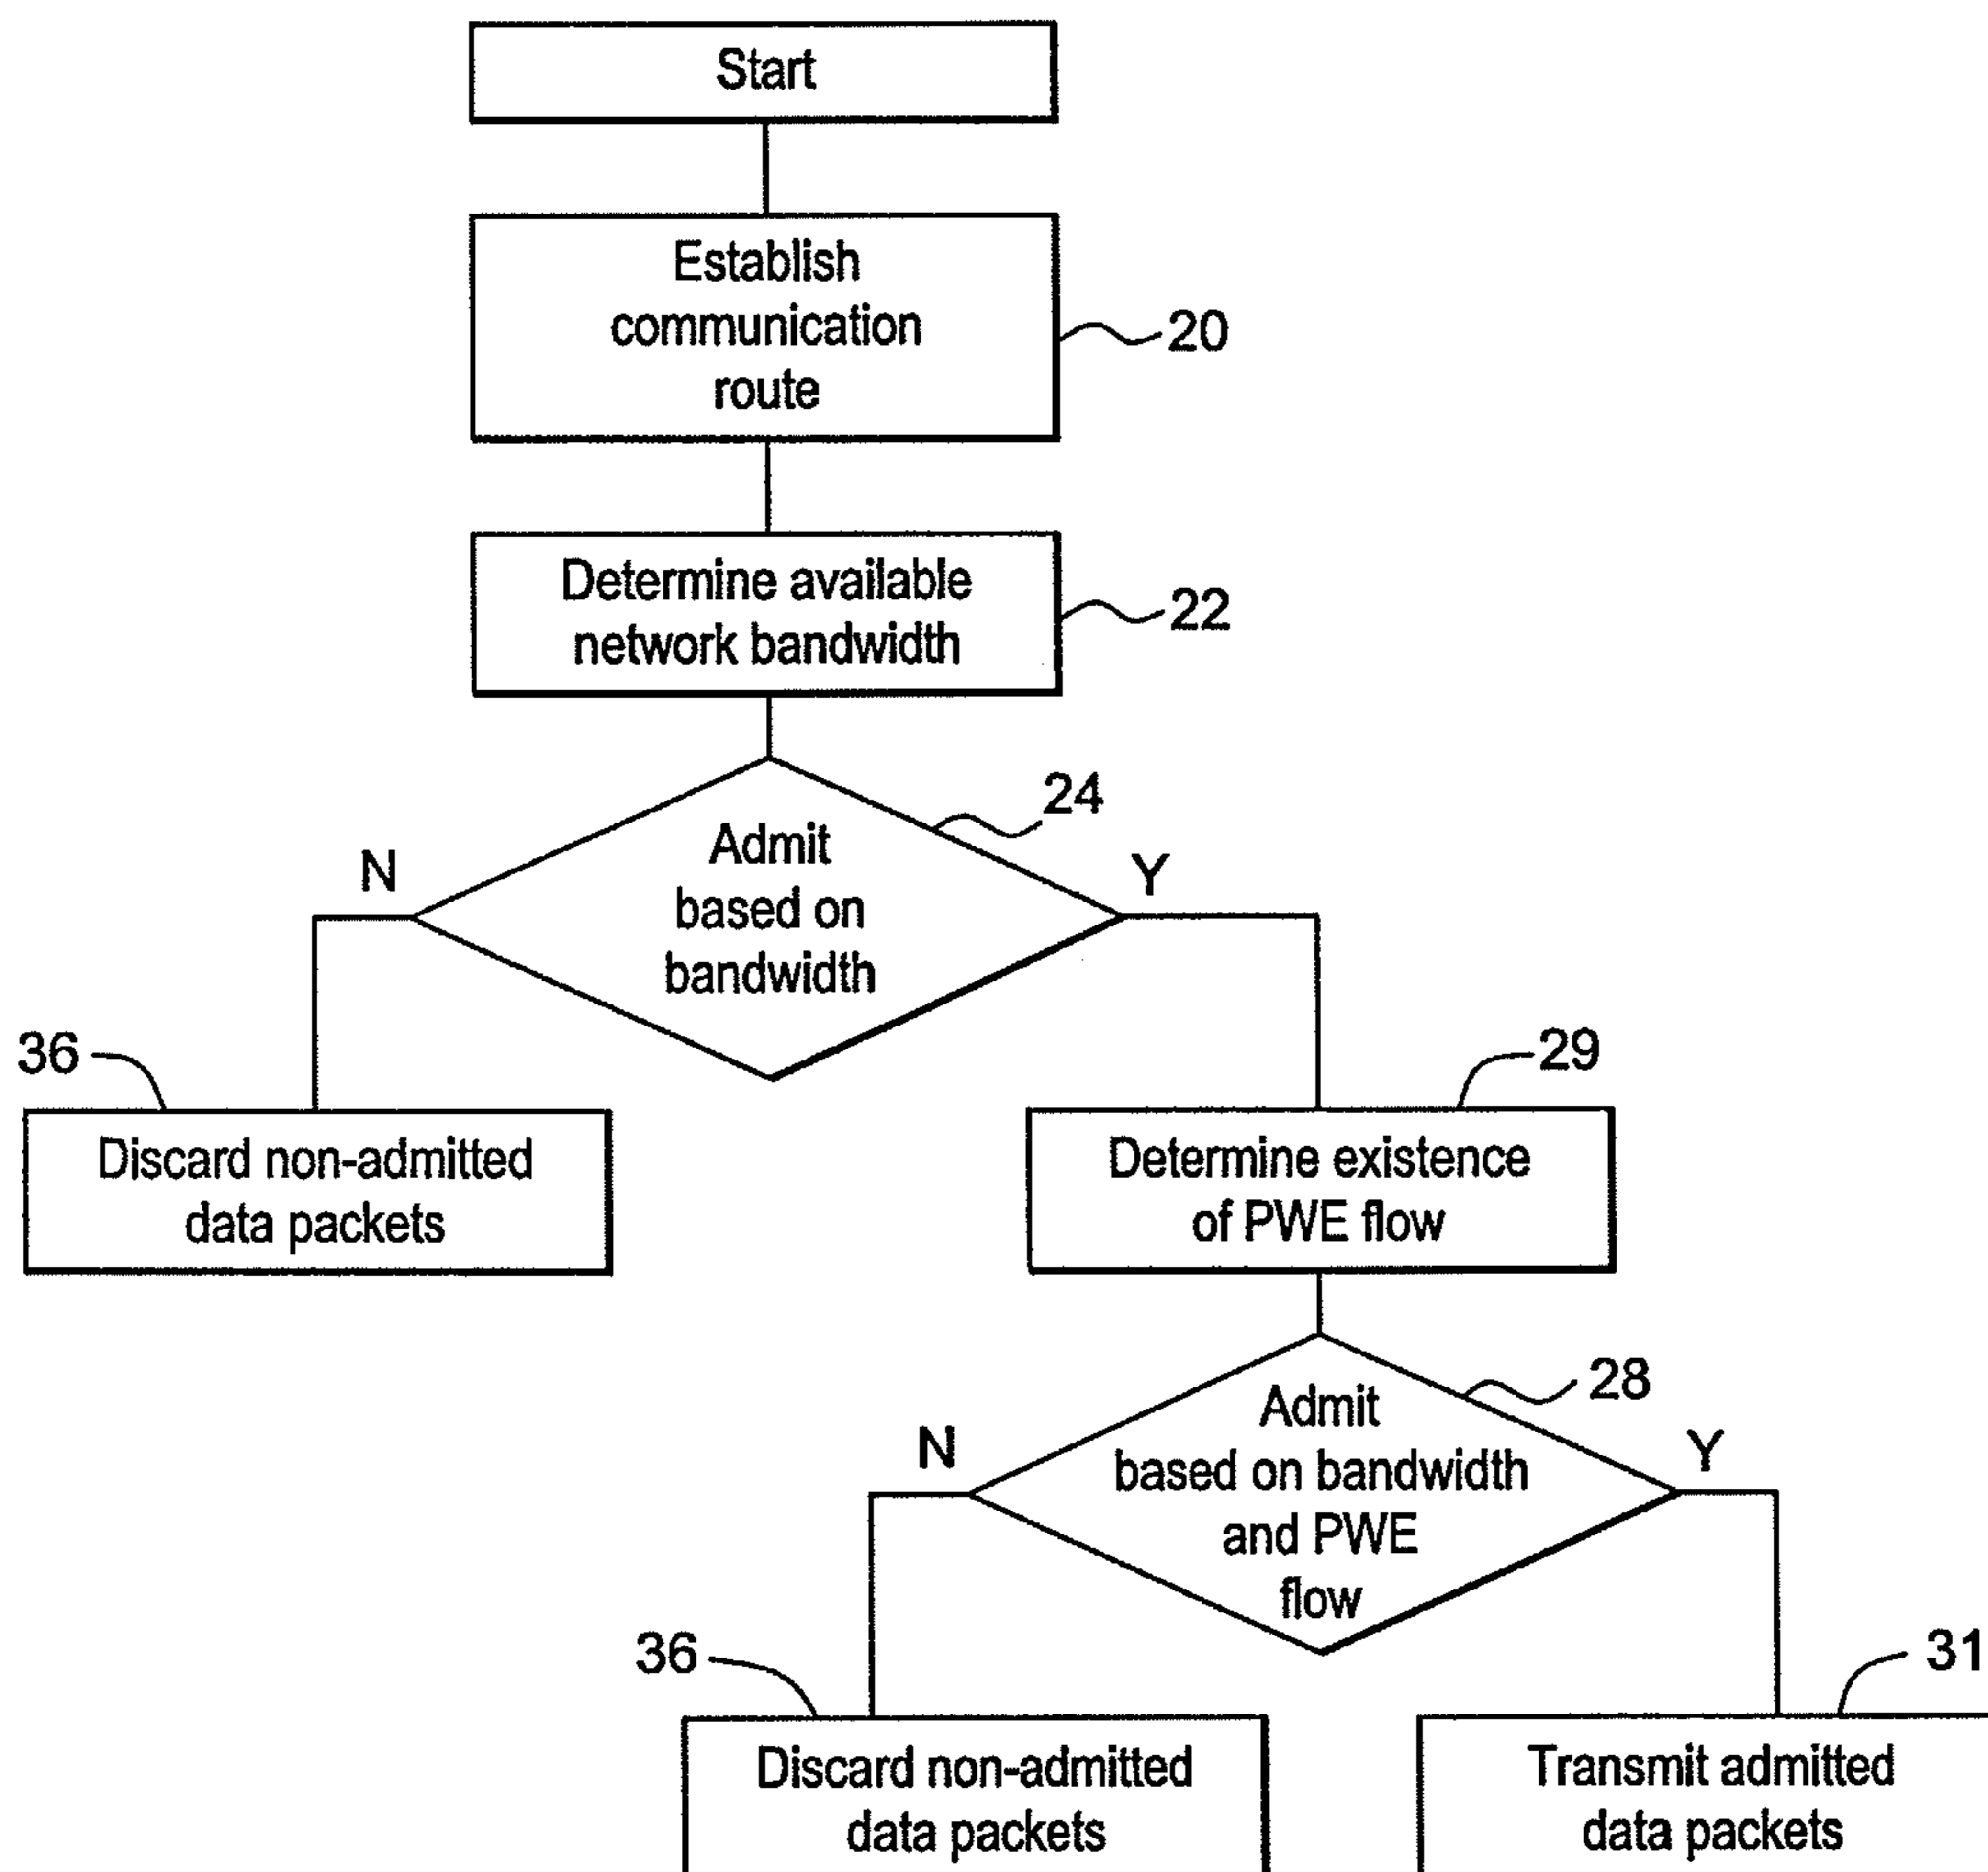 Start
Establish
communication
route
20
Determine available
network bandwidth
22
24
Admit
based on
bandwidth
N
Y
36
Discard non-admitted
data packets
29
Determine existence
of PWE flow
28
Admit
based on bandwidth
and PWE
flow
N
Y
36
Discard non-admitted
data packets
31
Transmit admitted
data packets